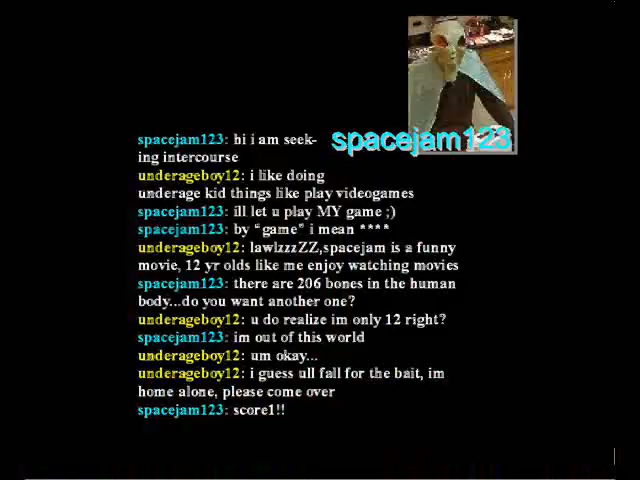 spacejam123
spacejam123: hi i am seek-
ing intercourse
underageboy12: i like doing
underage kid things like play videogames
spacejam123: ill let u play MY game ;)
spacejam123: by “game” i mean ****
underageboy12: lawlzzzZZ,spacejam is a funny
movie, 12 yr olds like me enjoy watching movies
spacejam123: there are 206 bones in the human
body...do you want another one?
underageboy12: u do realize im only 12 right?
spacejam123: im out of this world
underageboy12: um okay...
underageboy12: i guess ull fall for the bait, im
home alone, please come over
spacejam123: score1!!